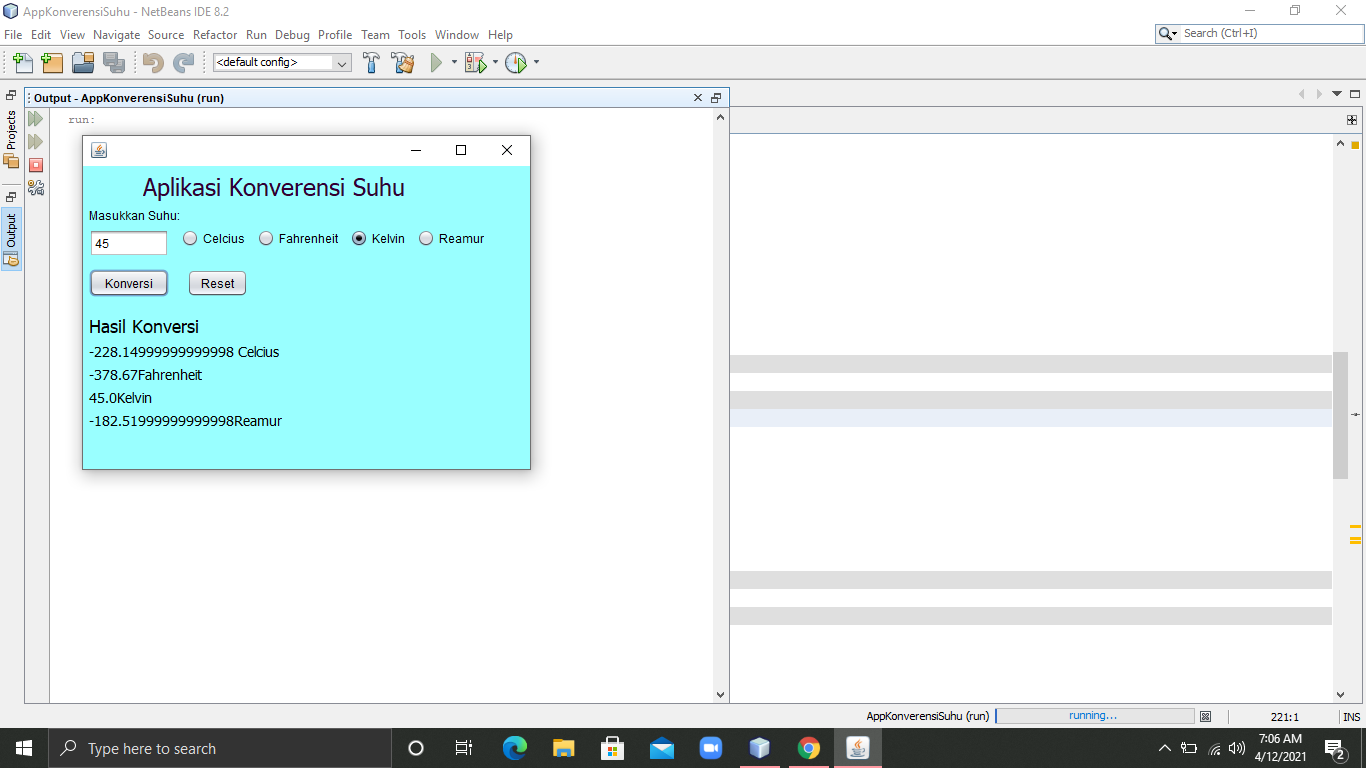 AppKonverensiSuhu - NetBeans IDE 8.2
File Edit View Navigate Source Refactor Run Debug Profile Team Tools Window Help
Search (Ctrl+I)
<default config>
Output - AppKonverensiSuhu (run)
Projects
Output
run:
Aplikasi Konverensi Suhu
Masukkan Suhu:
45 Celcius Fahrenheit Kelvin Reamur
Konversi Reset
Hasil Konversi
-228.14999999999998 Celcius
-378.67Fahrenheit
45.0Kelvin
-182.51999999999998Reamur
AppKonverensiSuhu (run) running... 221:1 INS
Type here to search
7:06 AM
4/12/2021
2